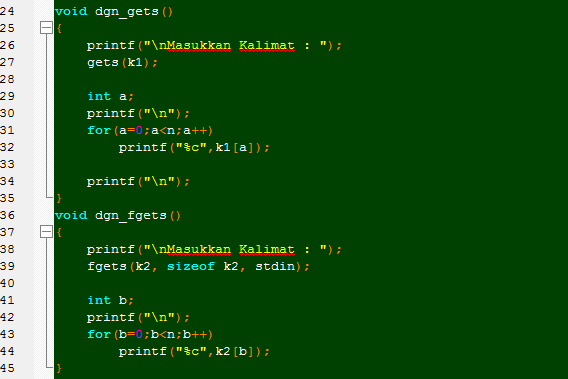 24 void dgn_gets()
25 {
26     printf("\nMasukkan Kalimat : ");
27     gets(k1);
28
29     int a;
30     printf("\n");
31     for(a=0;a<n;a++)
32         printf("%c",k1[a]);
33
34     printf("\n");
35 }
36 void dgn_fgets()
37 {
38     printf("\nMasukkan Kalimat : ");
39     fgets(k2, sizeof k2, stdin);
40
41     int b;
42     printf("\n");
43     for(b=0;b<n;b++)
44         printf("%c",k2[b]);
45 }